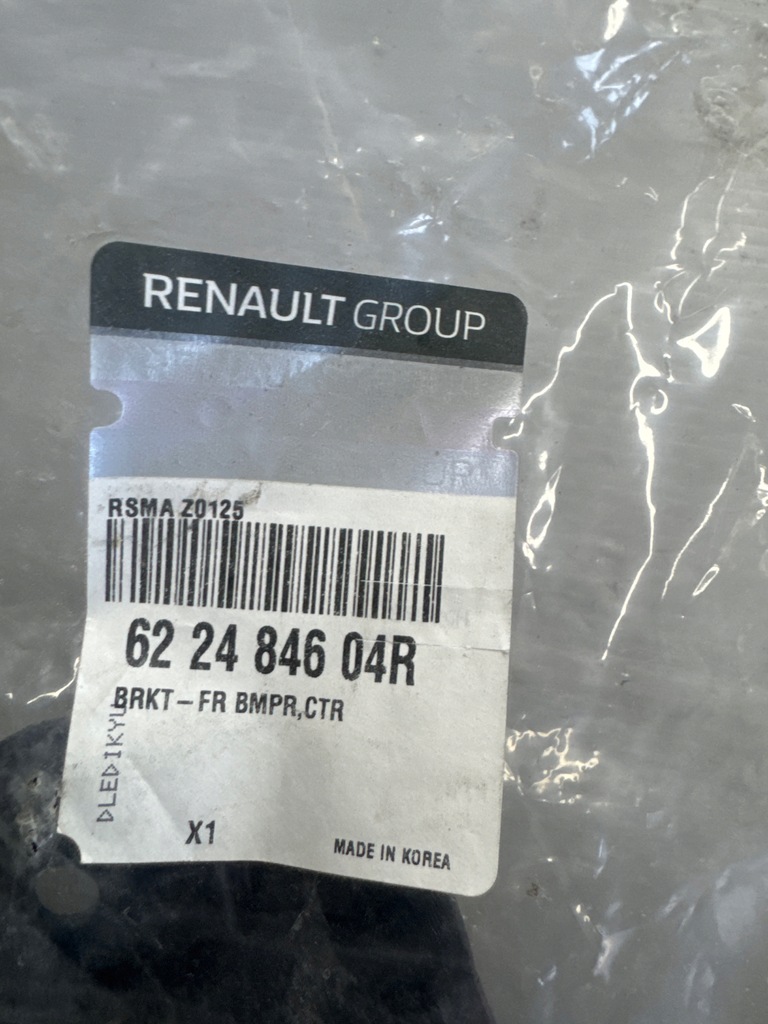 RENAULT GROUP
RSMA Z0125
62 24 846 04R
BRKT-FR BMPR,CTR
X1
MADE IN KOREA